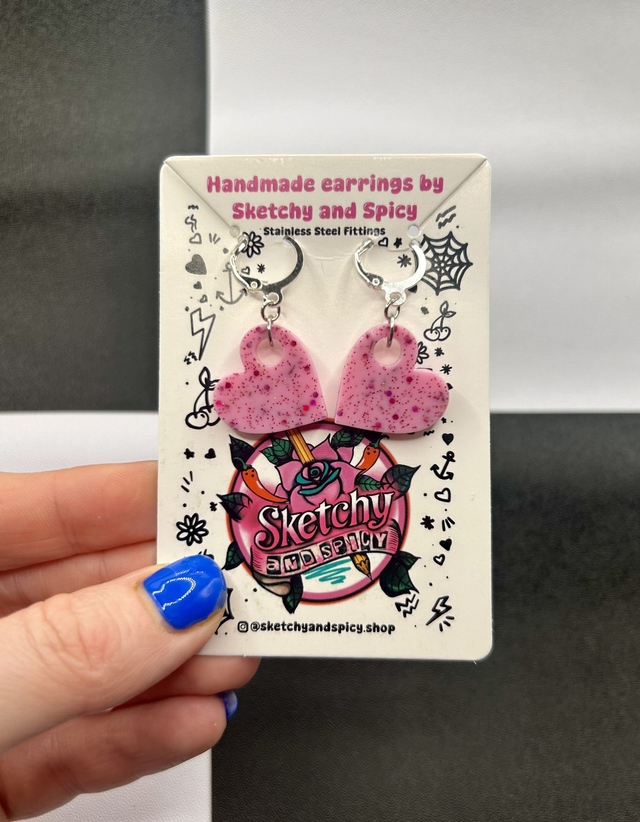 Handmade earrings by
Sketchy and Spicy
Stainless Steel Fittings
Sketchy
AND SPICY
@sketchyandspicy.shop